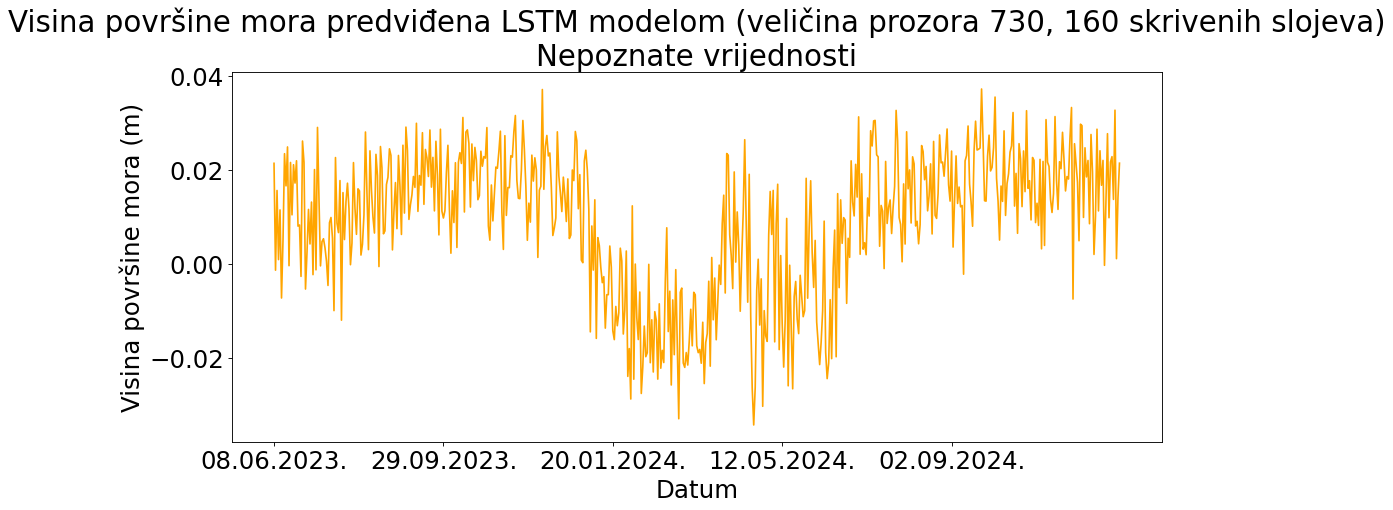 Visina površine mora predviđena LSTM modelom (veličina prozora 730, 160 skrivenih slojeva)
Nepoznate vrijednosti
Visina površine mora (m)
0.04
0.02
0.00
−0.02
08.06.2023. 29.09.2023. 20.01.2024. 12.05.2024. 02.09.2024.
Datum